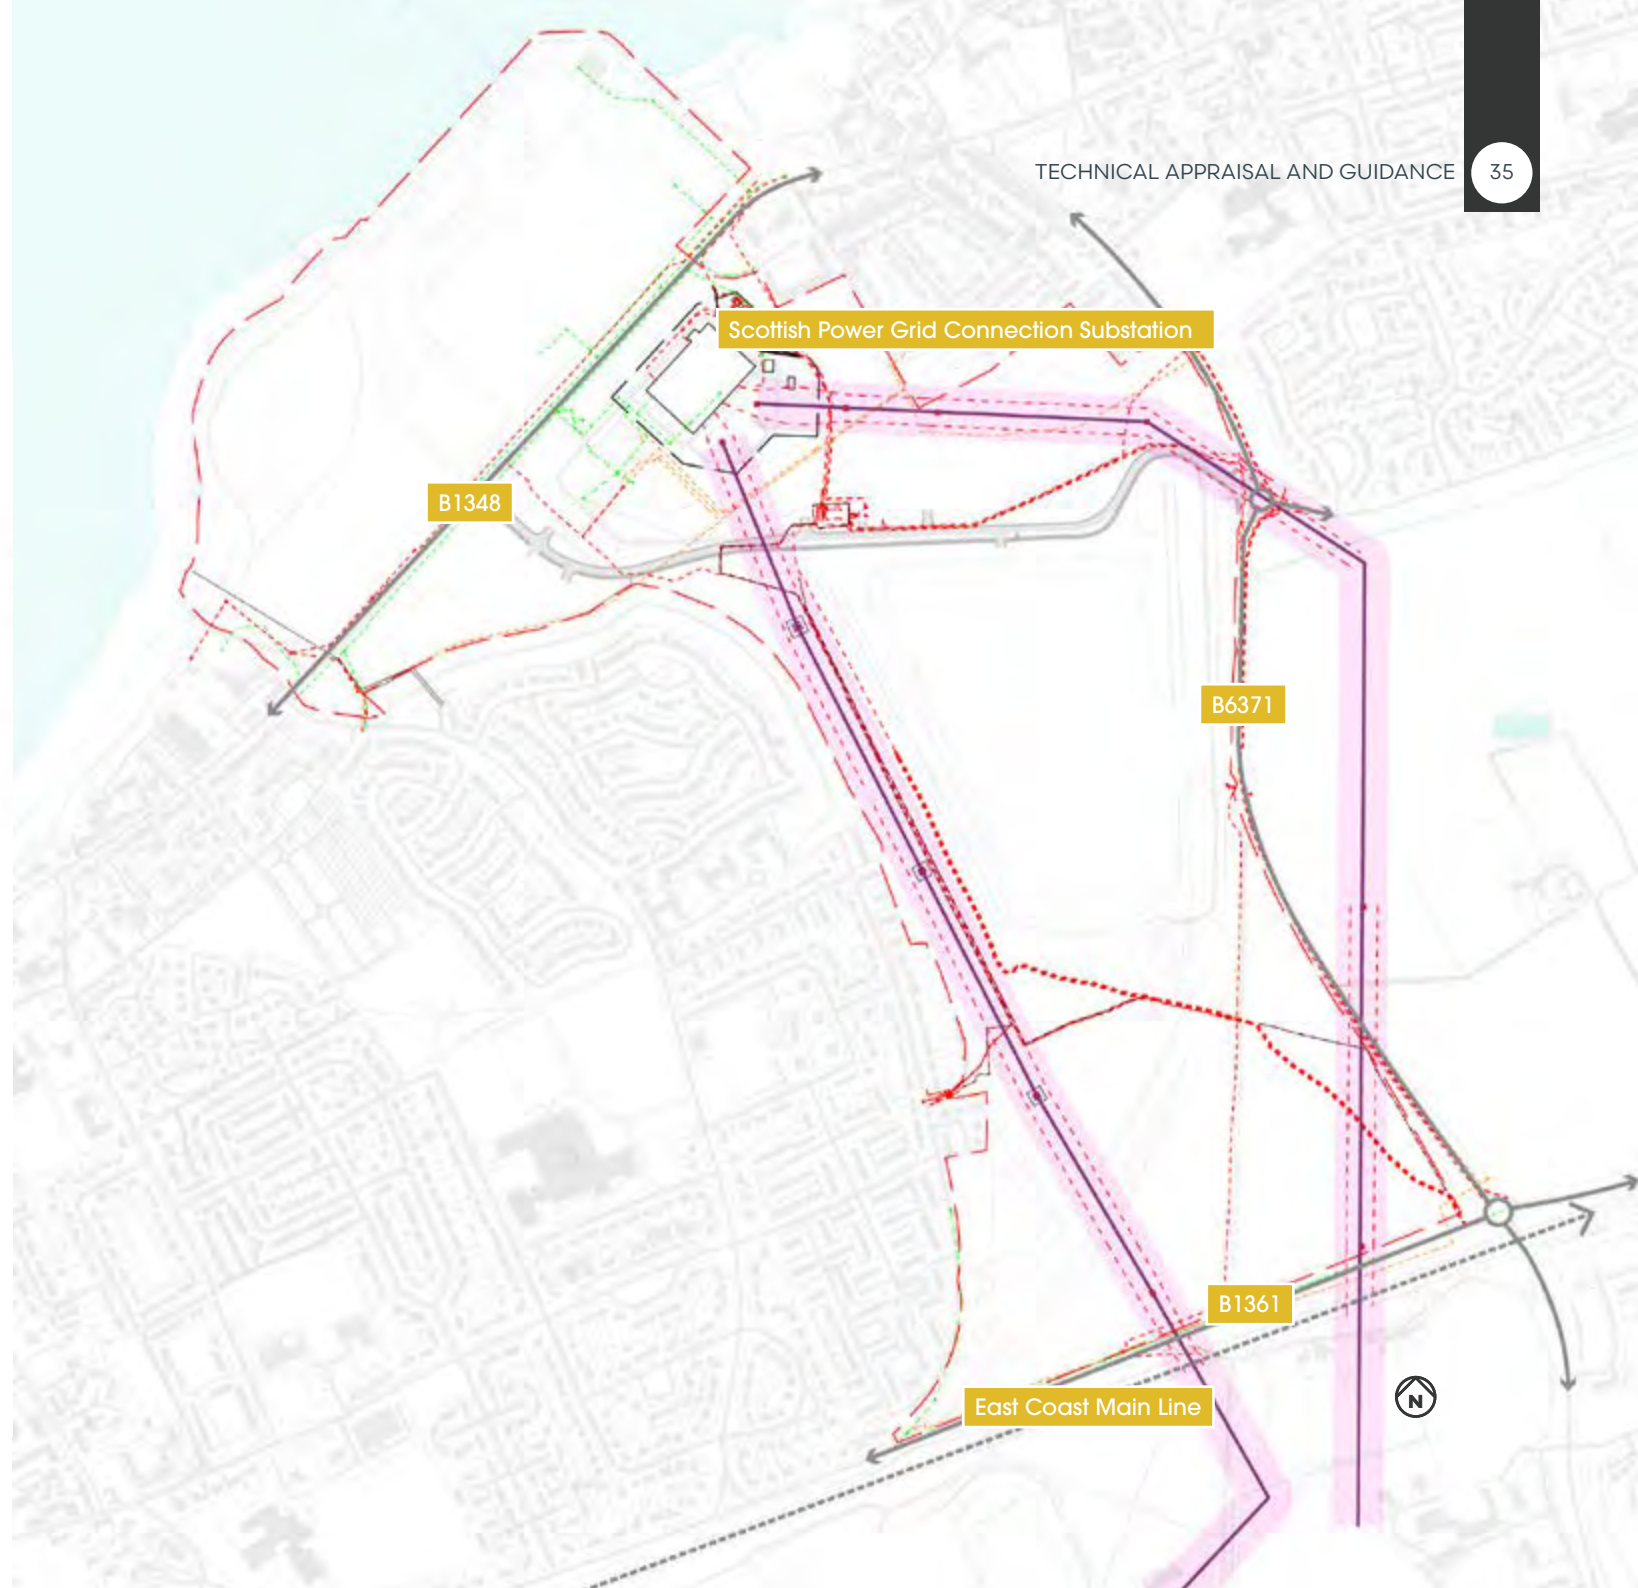 TECHNICAL APPRAISAL AND GUIDANCE 35
Scottish Power Grid Connection Substation
B1348
B6371
B1361
East Coast Main Line
N